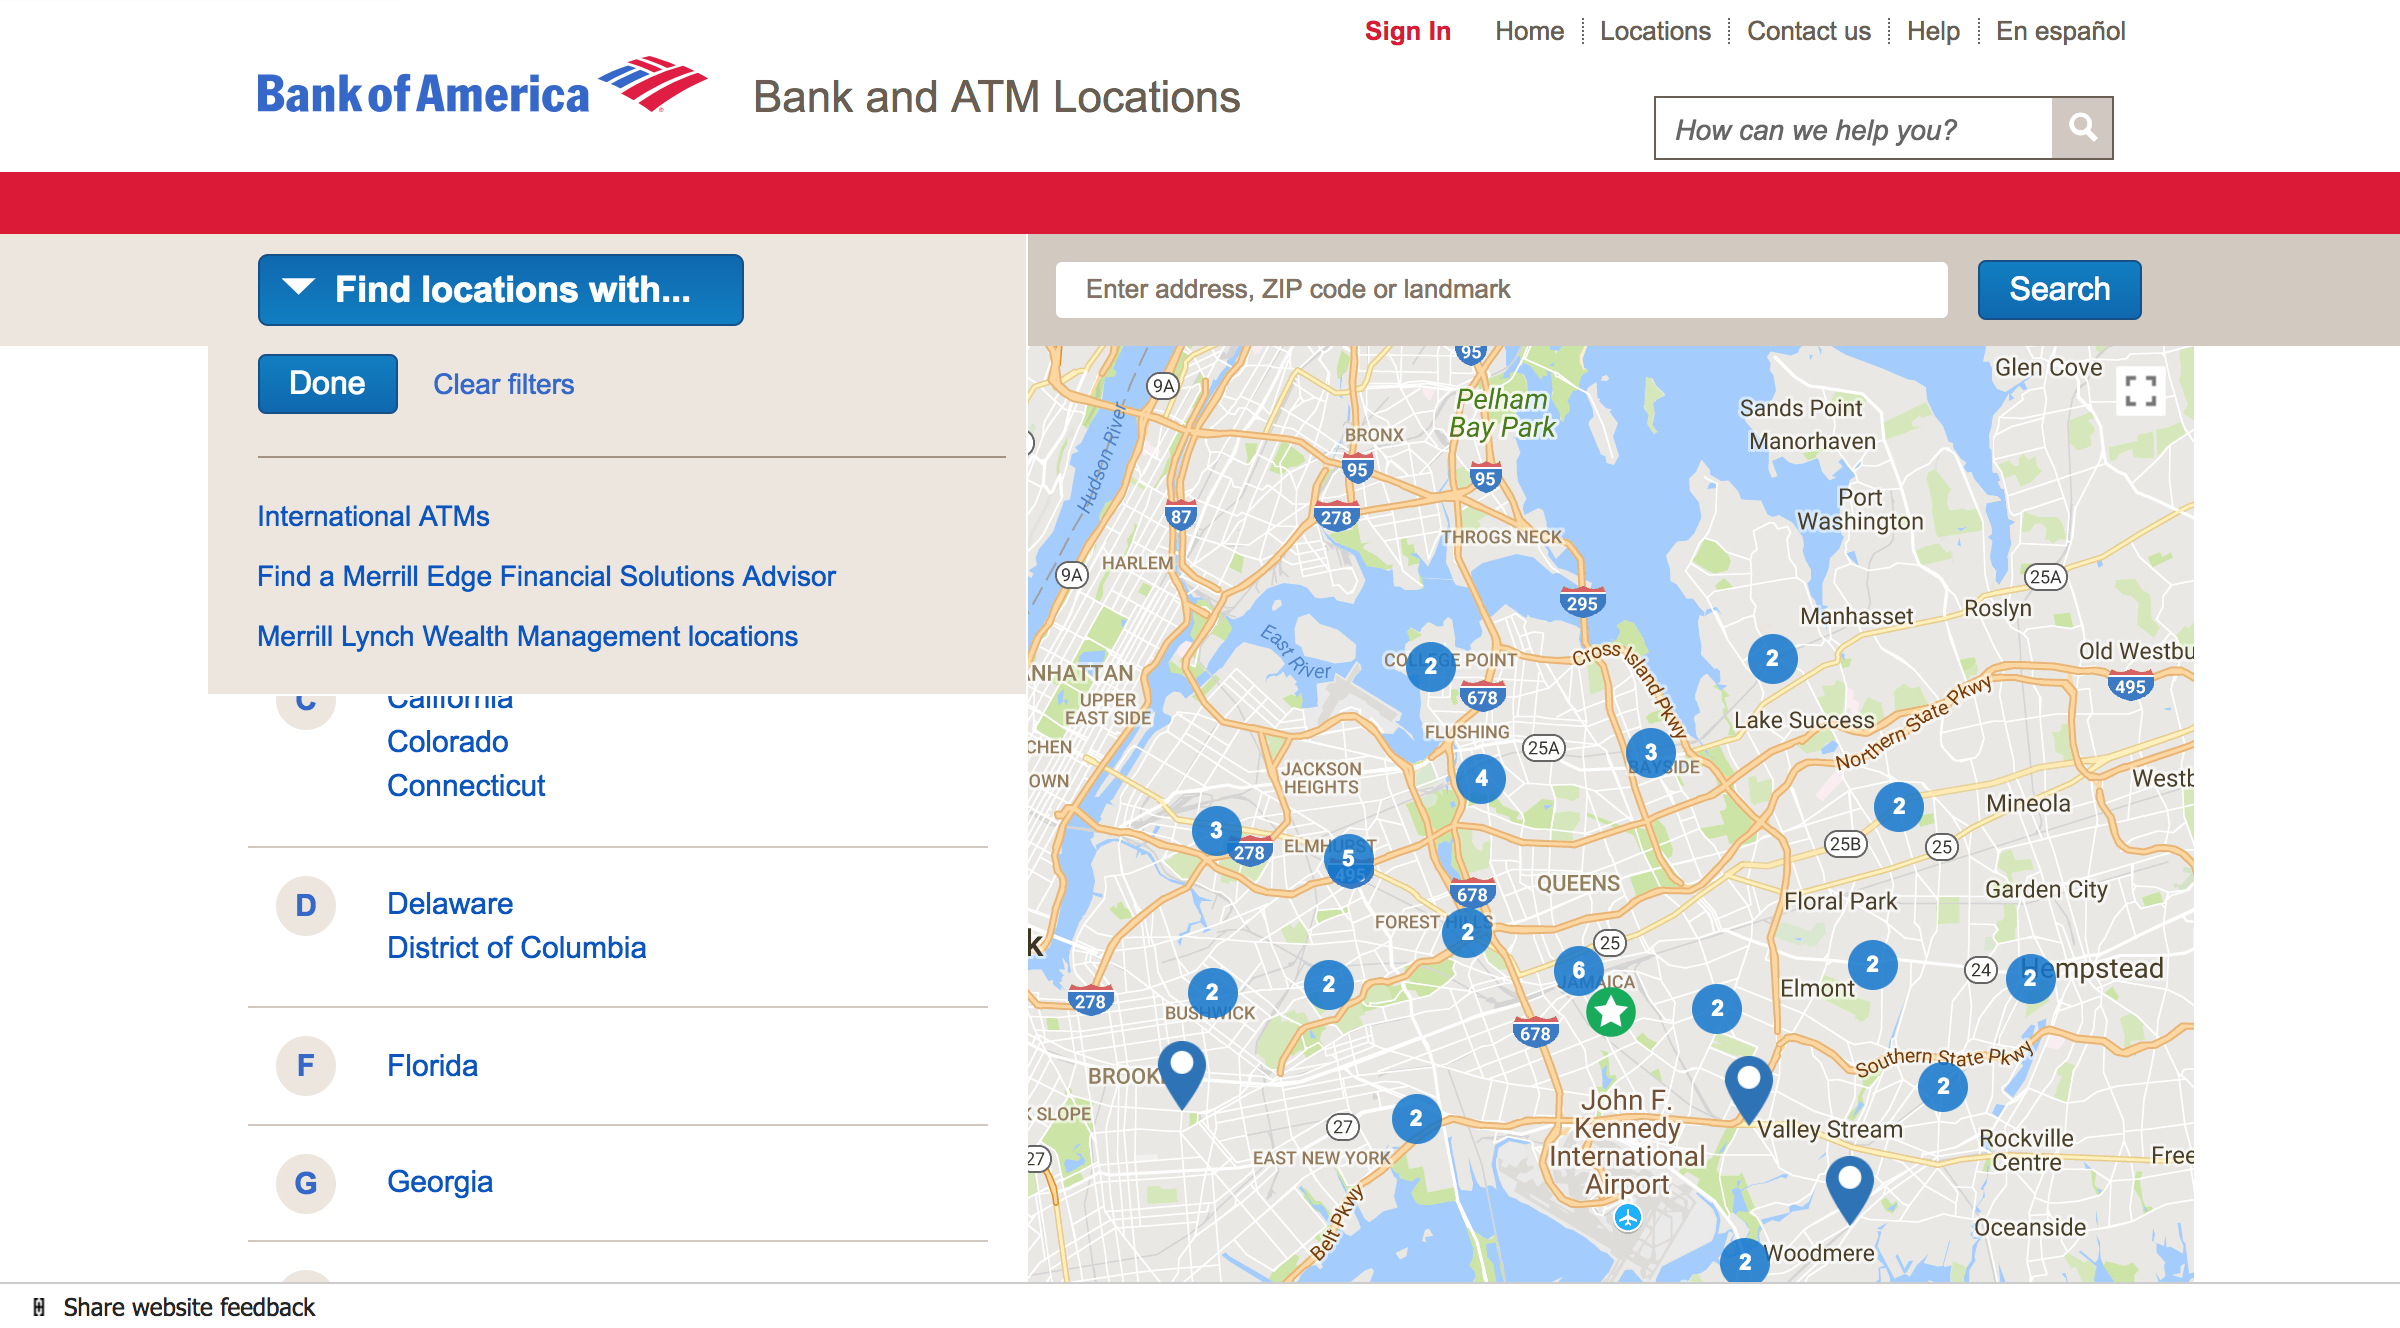 Sign In
Home
Locations
Contact us
Help
En español
Bank of America
Bank and ATM Locations
How can we help you?
Find locations with...
Enter address, ZIP code or landmark
Search
Done
Clear filters
International ATMs
Find a Merrill Edge Financial Solutions Advisor
Merrill Lynch Wealth Management locations
C
California
Colorado
Connecticut
D
Delaware
District of Columbia
F
Florida
G
Georgia
Share website feedback
95
Glen Cove
9A
Pelham
Bay Park
Sands Point
Manorhaven
BRONX
Hudson River
95
95
Port
Washington
87
278
THROGS NECK
HARLEM
9A
25A
295
Manhasset
Roslyn
East River
Cross Island Pkwy
COLLEGE POINT
2
2
Old Westbu
NHATTAN
678
495
UPPER
EAST SIDE
Northern State Pkwy
Lake Success
FLUSHING
CHEN
25A
3
BAYSIDE
JACKSON
HEIGHTS
4
OWN
Westb
2
Mineola
3
278
ELMHURST
5
495
25B
25
QUEENS
678
Floral Park
Garden City
FOREST HILLS
2
k
25
6
JAMAICA
2
24
Hempstead
2
2
2
Elmont
278
BUSHWICK
2
678
Southern State Pkwy
BROOK
2
John F.
Kennedy
International
Airport
K SLOPE
27
2
Valley Stream
Rockville
Centre
EAST NEW YORK
27
Free
Belt Pkwy
Oceanside
2
Woodmere